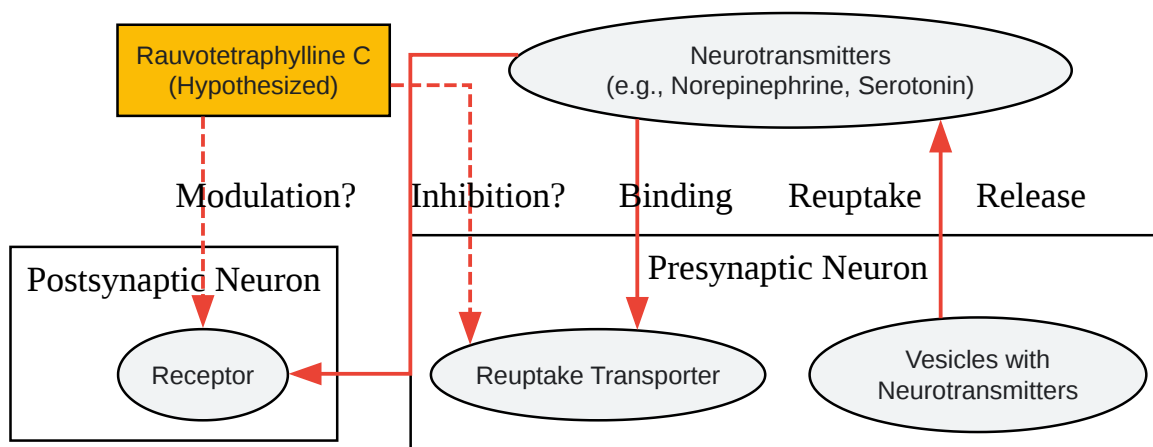 Rauvotetraphylline C
(Hypothesized)
Neurotransmitters
(e.g., Norepinephrine, Serotonin)
Modulation?
Inhibition?
Binding
Reuptake
Release
Postsynaptic Neuron
Presynaptic Neuron
Receptor
Reuptake Transporter
Vesicles with
Neurotransmitters